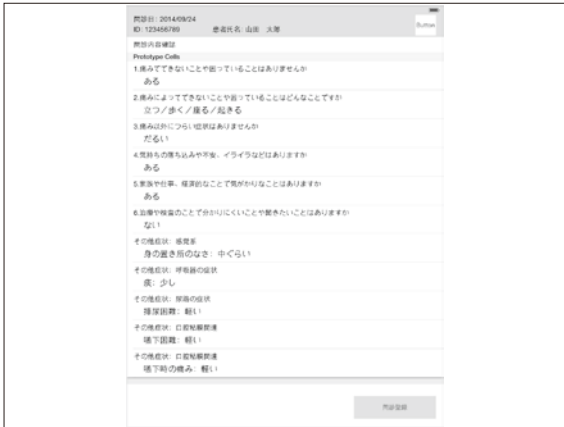 問診日: 2014/09/24
ID: 123456789 患者氏名: 山田 太郎
Button
問診内容確認
Prototype Cells
1.痛みでできないことや困っていることはありませんか
ある
2.痛みによってできないことや困っていることはどんなことですか
立つ／歩く／座る／起きる
3.痛み以外につらい症状はありませんか
だるい
4.気持ちの落ち込みや不安、イライラなどはありますか
ある
5.家族や仕事、経済的なことで気がかりなことはありますか
ある
6.治療や検査のことで分かりにくいことや聞きたいことはありますか
ない
その他症状: 感覚系
身の置き所のなさ: 中ぐらい
その他症状: 呼吸器の症状
痰: 少し
その他症状: 尿路の症状
排尿困難: 軽い
その他症状: 口腔粘膜関連
嚥下困難: 軽い
その他症状: 口腔粘膜関連
嚥下時の痛み: 軽い
問診登録